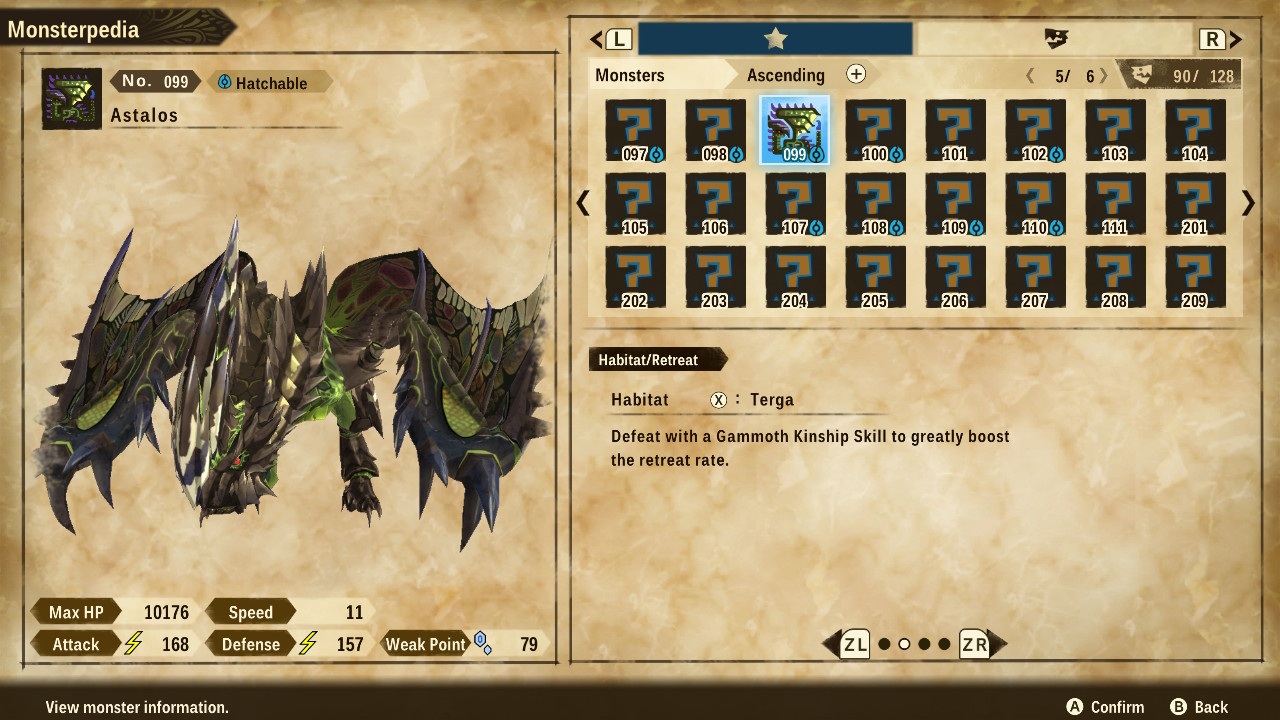 Monsterpedia
No. 099
Hatchable
Astalos
Max HP 10176
Speed 11
Attack 168
Defense 157
Weak Point 79
L
R
Monsters
Ascending
5/ 6
90/ 128
097 098 099 100 101 102 103 104
105 106 107 108 109 110 111 201
202 203 204 205 206 207 208 209
Habitat/Retreat
Habitat X : Terga
Defeat with a Gammoth Kinship Skill to greatly boost
the retreat rate.
ZL ZR
View monster information.
A Confirm B Back